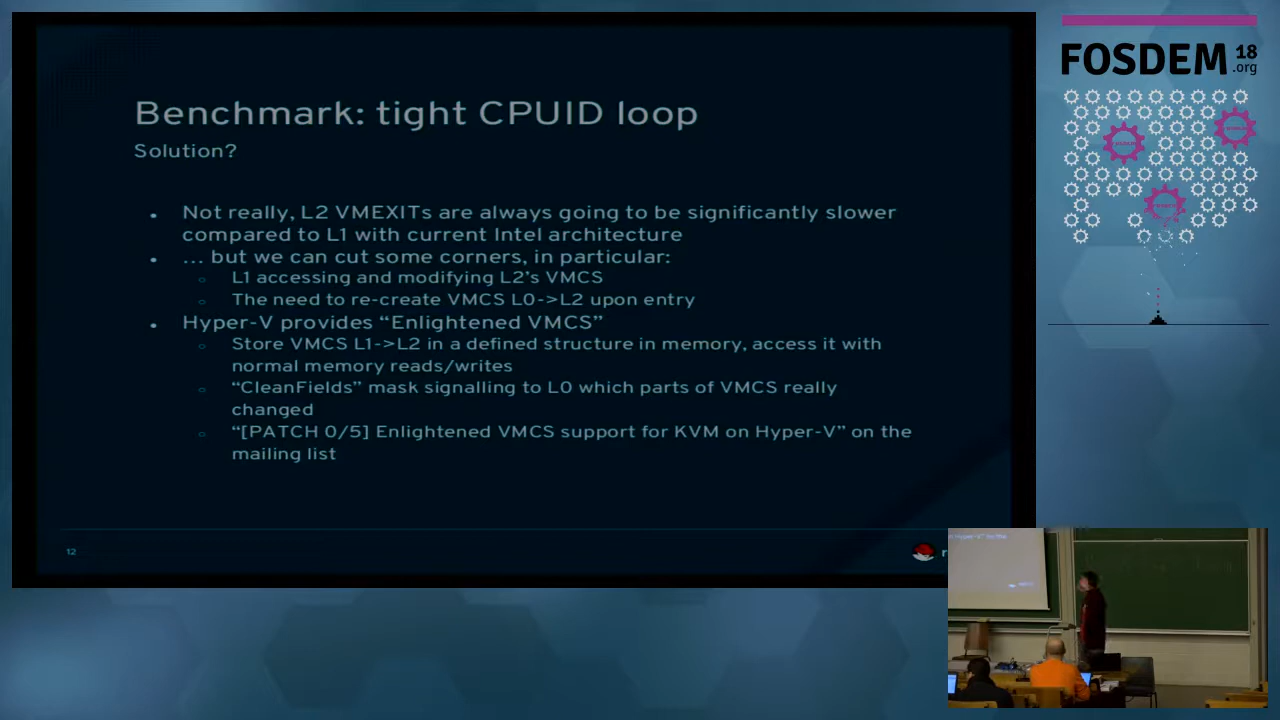 Benchmark: tight CPUID loop
Solution?
Not really, L2 VMEXITs are always going to be significantly slower
compared to L1 with current Intel architecture
... but we can cut some corners, in particular:
L1 accessing and modifying L2's VMCS
The need to re-create VMCS L0->L2 upon entry
Hyper-V provides “Enlightened VMCS”
Store VMCS L1->L2 in a defined structure in memory, access it with
normal memory reads/writes
“CleanFields” mask signalling to L0 which parts of VMCS really
changed
“[PATCH 0/5] Enlightened VMCS support for KVM on Hyper-V” on the
mailing list
12
FOSDEM 18
.org